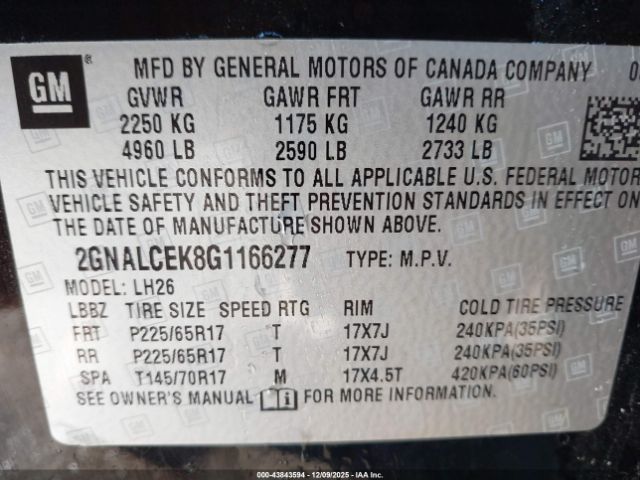 GM ® MFD BY GENERAL MOTORS OF CANADA COMPANY
GVWR GAWR FRT GAWR RR
2250 KG 1175 KG 1240 KG
4960 LB 2590 LB 2733 LB
THIS VEHICLE CONFORMS TO ALL APPLICABLE U.S. FEDERAL MOTOR
VEHICLE SAFETY AND THEFT PREVENTION STANDARDS IN EFFECT ON
THE DATE OF MANUFACTURE SHOWN ABOVE.
2GNALCEK8G1166277 TYPE: M.P.V.
MODEL: LH26
LBBZ TIRE SIZE SPEED RTG RIM COLD TIRE PRESSURE
FRT P225/65R17 T 17X7J 240KPA(35PSI)
RR P225/65R17 T 17X7J 240KPA(35PSI)
SPA T145/70R17 M 17X4.5T 420KPA(60PSI)
SEE OWNER'S MANUAL FOR MORE INFORMATION.
000-43843594 - 12/09/2025 - IAA Inc.